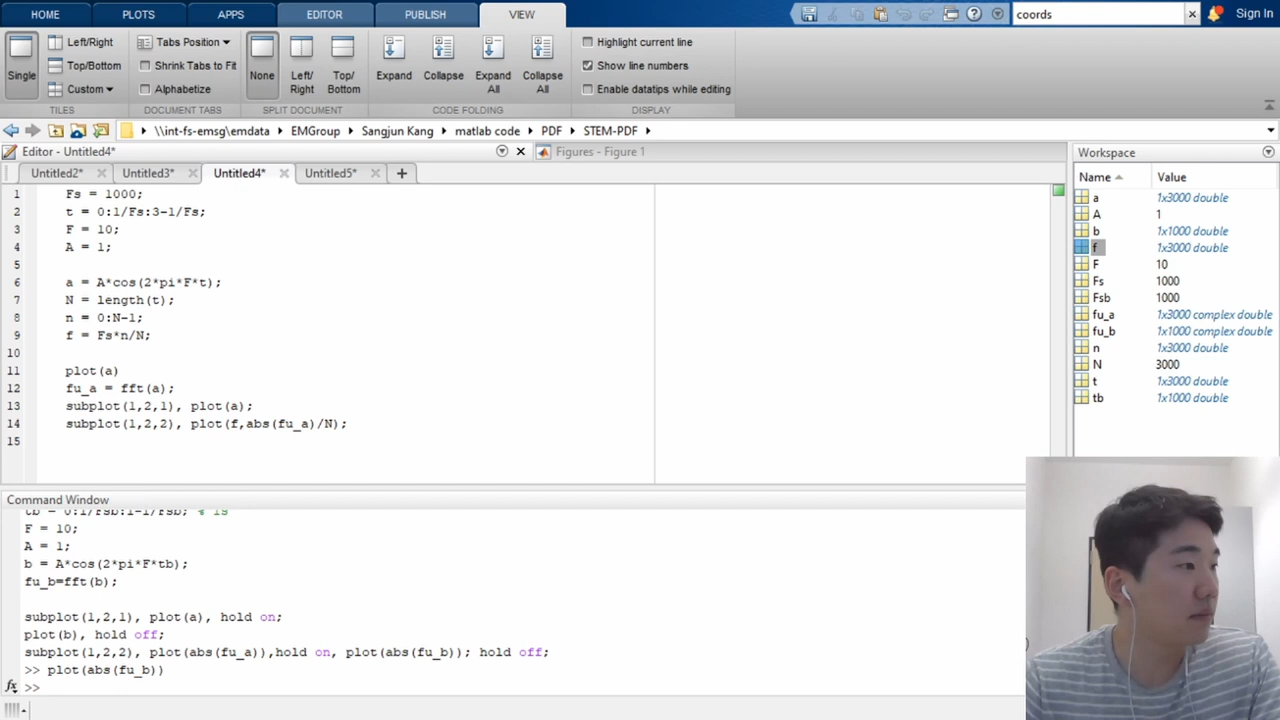 HOME PLOTS APPS EDITOR PUBLISH VIEW coords Sign In
Left/Right Tabs Position Highlight current line
Single Top/Bottom Shrink Tabs to Fit None Left/ Right Top/ Bottom Expand Collapse Expand All Collapse All Show line numbers
Custom Alphabetize Enable datatips while editing
TILES DOCUMENT TABS SPLIT DOCUMENT CODE FOLDING DISPLAY
\\int-fs-emsg\emdata EMGroup Sangjun Kang matlab code PDF STEM-PDF
Editor - Untitled4* Figures - Figure 1
Untitled2* Untitled3* Untitled4* Untitled5*
1 Fs = 1000;
2 t = 0:1/Fs:3-1/Fs;
3 F = 10;
4 A = 1;
5
6 a = A*cos(2*pi*F*t);
7 N = length(t);
8 n = 0:N-1;
9 f = Fs*n/N;
10
11 plot(a)
12 fu_a = fft(a);
13 subplot(1,2,1), plot(a);
14 subplot(1,2,2), plot(f,abs(fu_a)/N);
15
Workspace
Name Value
a 1x3000 double
A 1
b 1x1000 double
f 1x3000 double
F 10
Fs 1000
Fsb 1000
fu_a 1x3000 complex double
fu_b 1x1000 complex double
n 1x3000 double
N 3000
t 1x3000 double
tb 1x1000 double
Command Window
tb = 0:1/Fsb:1-1/Fsb; % 1s
F = 10;
A = 1;
b = A*cos(2*pi*F*tb);
fu_b=fft(b);
subplot(1,2,1), plot(a), hold on;
plot(b), hold off;
subplot(1,2,2), plot(abs(fu_a)),hold on, plot(abs(fu_b)); hold off;
>> plot(abs(fu_b))
fx >>